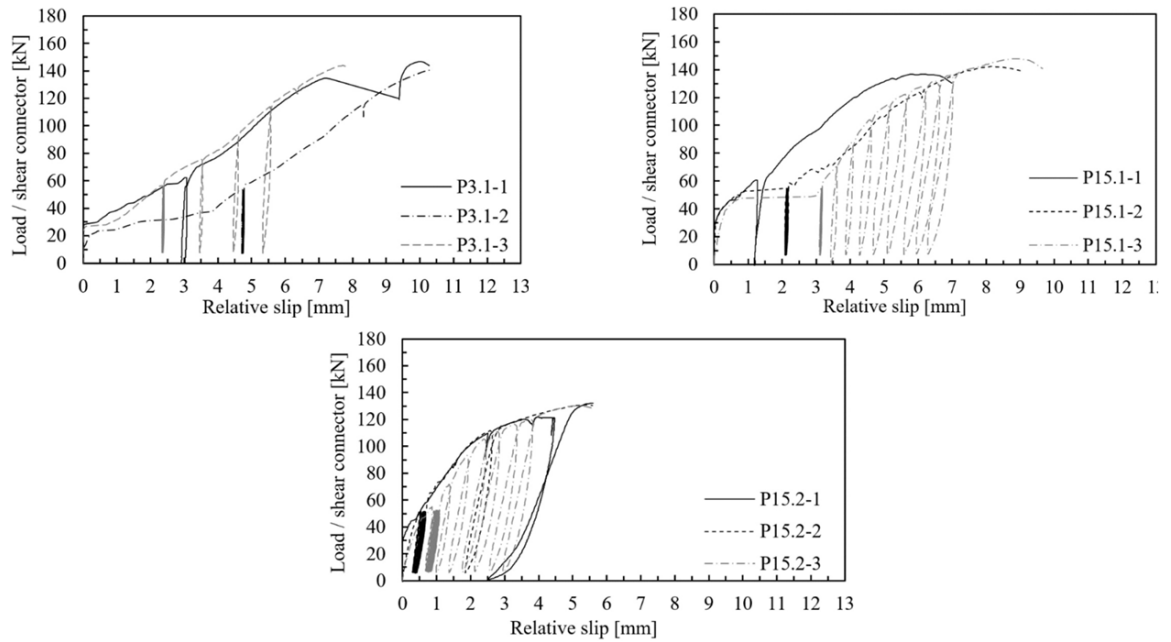 Load / shear connector [kN]
180
160
140
120
100
80
60
40
20
0
P3.1-1
P3.1-2
P3.1-3
0 1 2 3 4 5 6 7 8 9 10 11 12 13
Relative slip [mm]
Load / shear connector [kN]
180
160
140
120
100
80
60
40
20
0
P15.1-1
P15.1-2
P15.1-3
0 1 2 3 4 5 6 7 8 9 10 11 12
Relative slip [mm]
Load / shear connector [kN]
180
160
140
120
100
80
60
40
20
0
P15.2-1
P15.2-2
P15.2-3
0 1 2 3 4 5 6 7 8 9 10 11 12 13
Relative slip [mm]